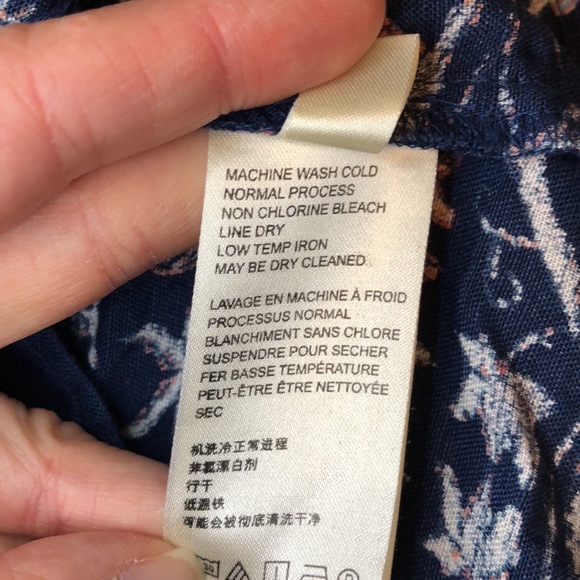 MACHINE WASH COLD
NORMAL PROCESS
NON CHLORINE BLEACH
LINE DRY
LOW TEMP IRON
MAY BE DRY CLEANED
LAVAGE EN MACHINE À FROID
PROCESSUS NORMAL
BLANCHIMENT SANS CHLORE
SUSPENDRE POUR SECHER
FER BASSE TEMPÉRATURE
PEUT-ÊTRE ÊTRE NETTOYÉE
SEC
机洗冷正常进程
非氯漂白剂
行干
低温铁
可能会被彻底清洗干净